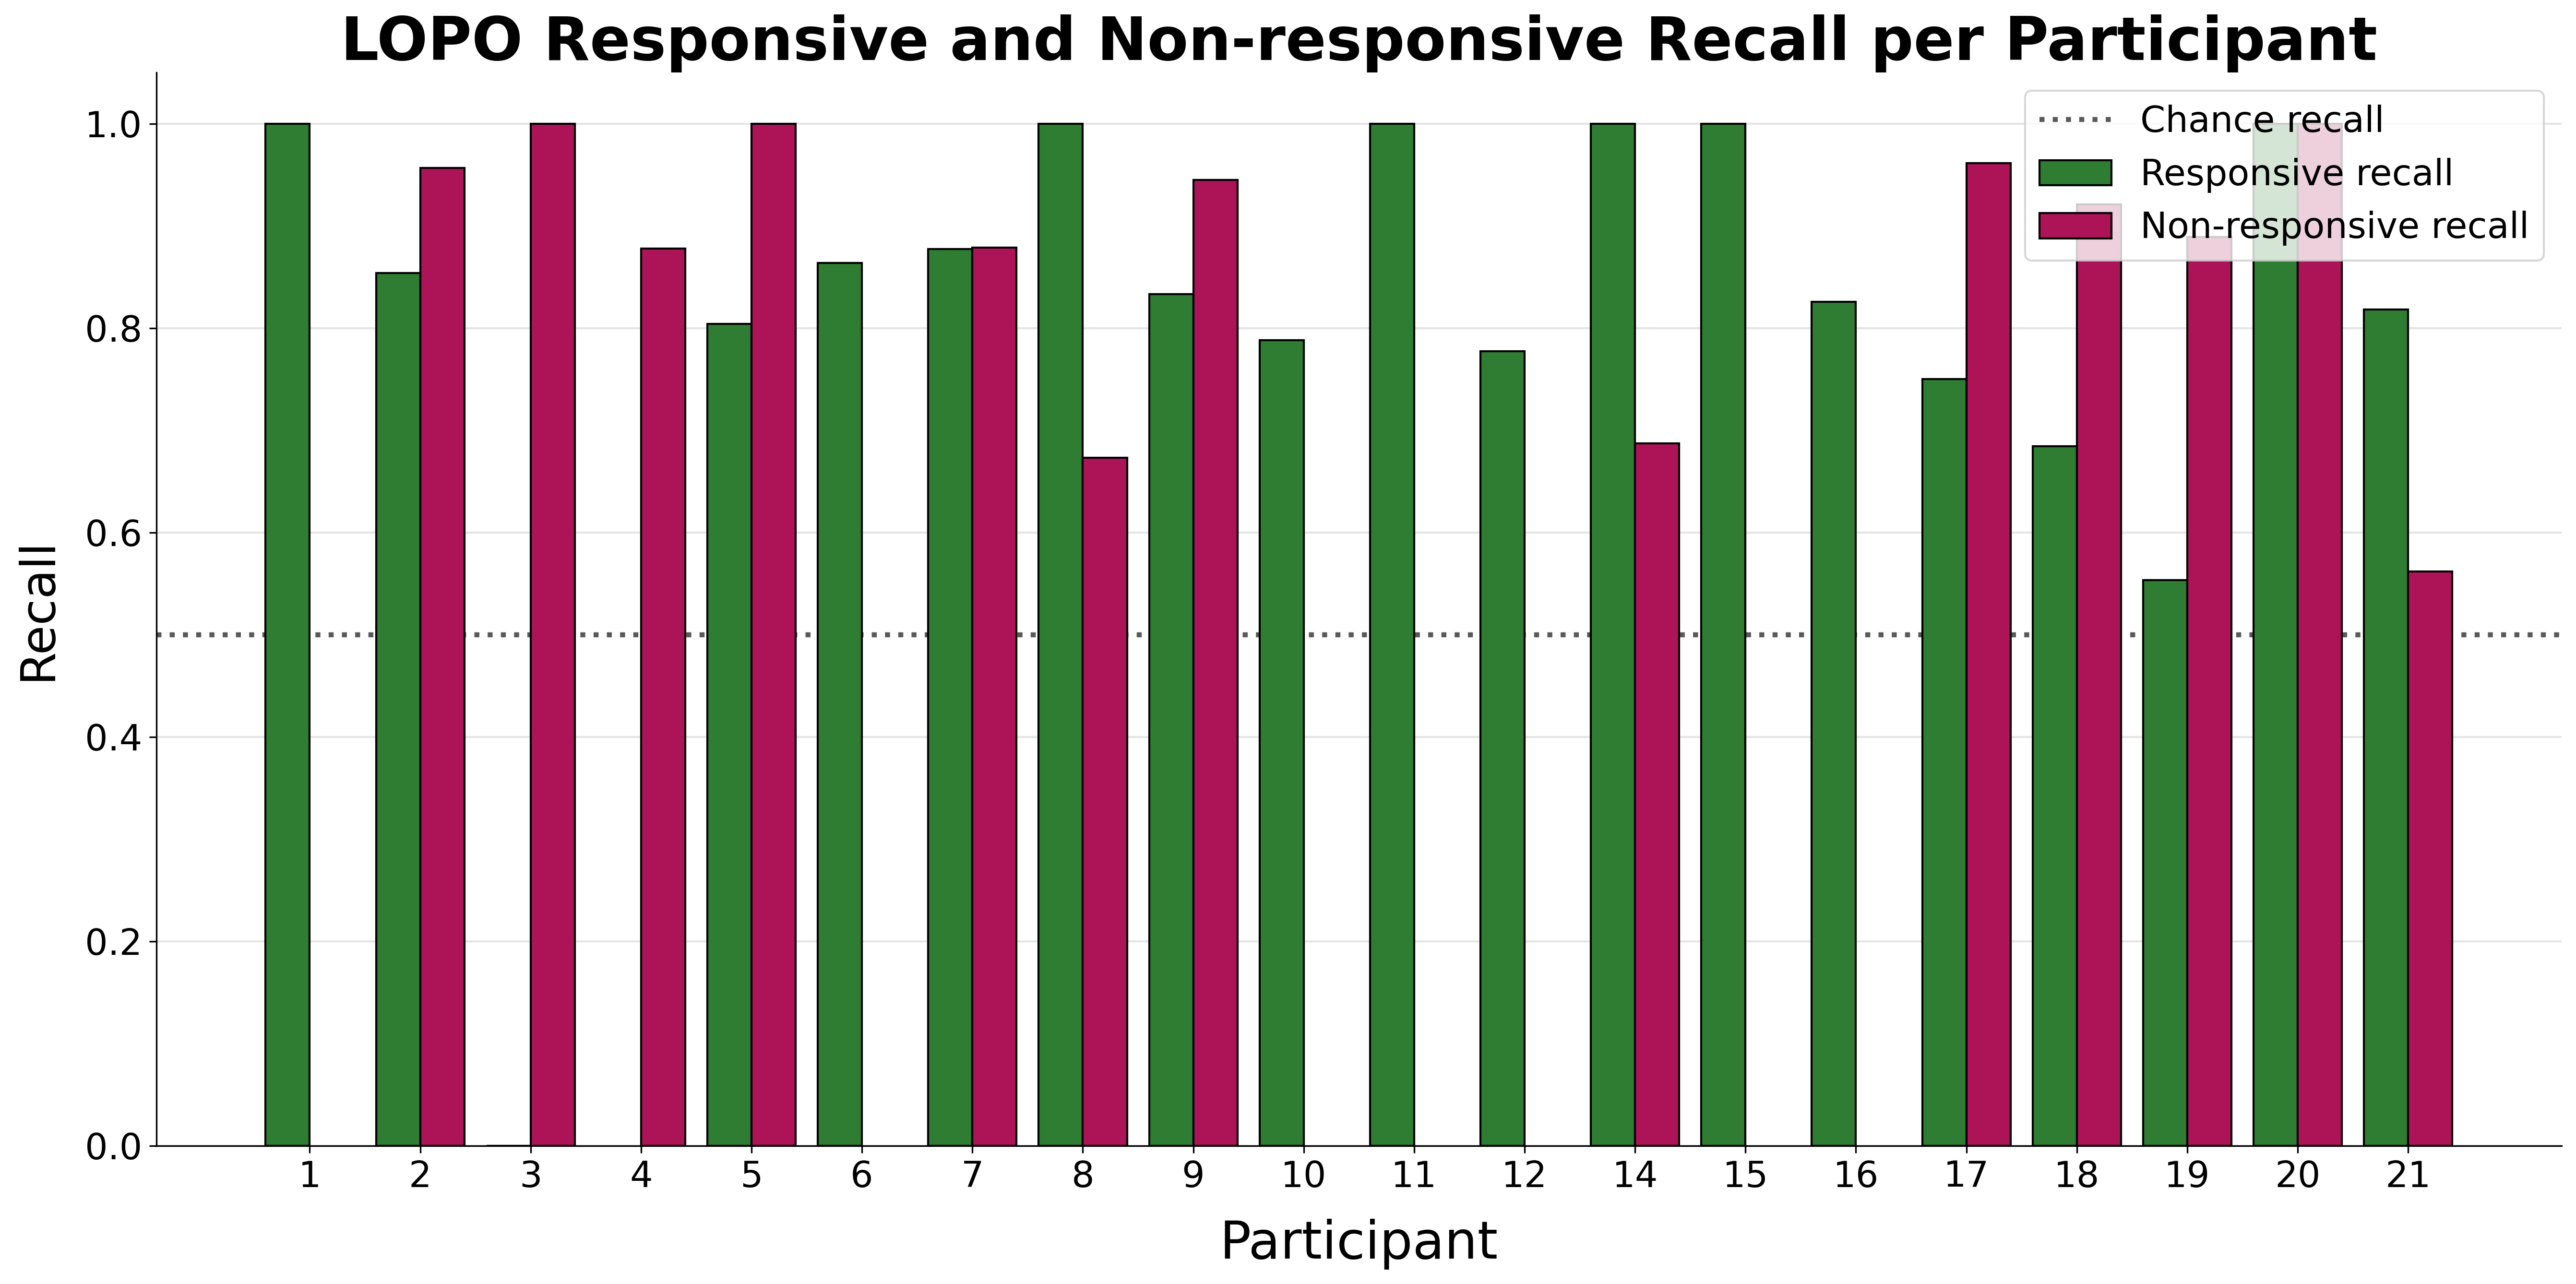 LOPO Responsive and Non-responsive Recall per Participant
Chance recall
Responsive recall
Non-responsive recall
1.0
0.8
0.6
0.4
0.2
0.0
Recall
1 2 3 4 5 6 7 8 9 10 11 12 14 15 16 17 18 19 20 21
Participant